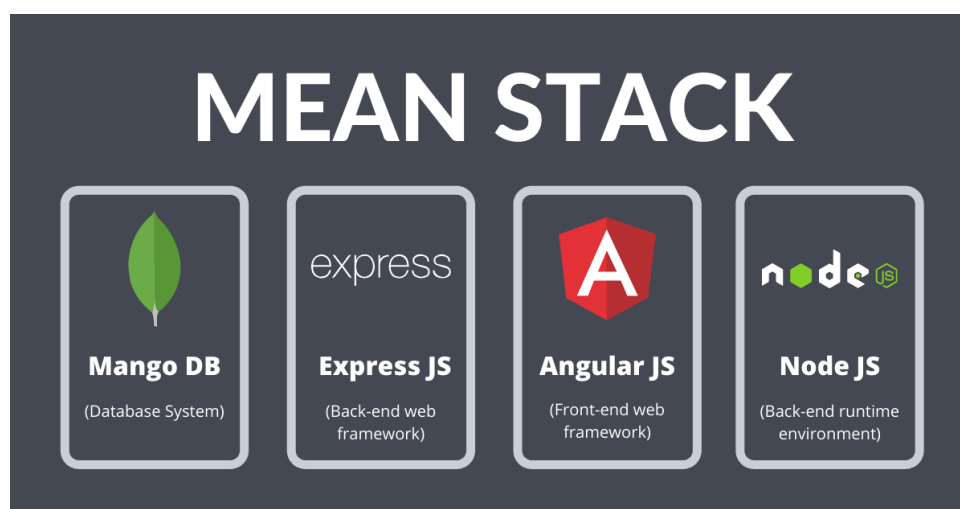 MEAN STACK
express
node JS
Mango DB
Express JS
Angular JS
Node JS
(Database System)
(Back-end web
framework)
(Front-end web
framework)
(Back-end runtime
environment)